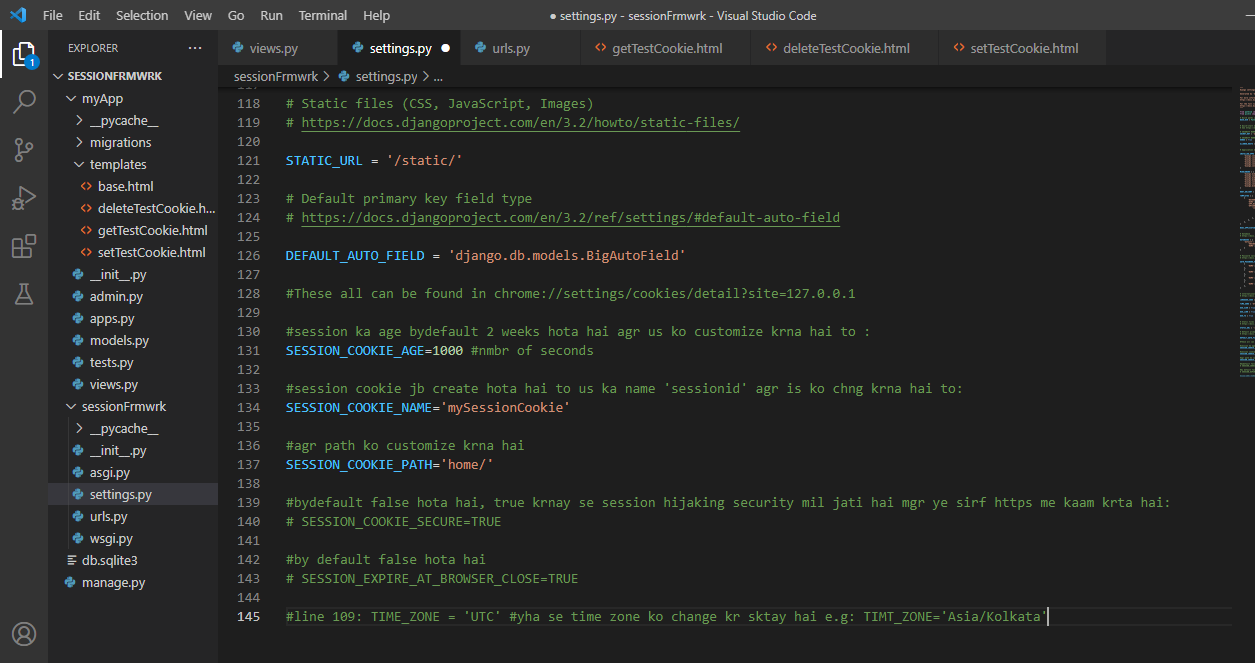 File Edit Selection View Go Run Terminal Help
● settings.py - sessionFrmwrk - Visual Studio Code
EXPLORER ...
1
SESSIONFRMWRK
myApp
__pycache__
migrations
templates
base.html
deleteTestCookie.h...
getTestCookie.html
setTestCookie.html
__init__.py
admin.py
apps.py
models.py
tests.py
views.py
sessionFrmwrk
__pycache__
__init__.py
asgi.py
settings.py
urls.py
wsgi.py
db.sqlite3
manage.py
views.py settings.py ● urls.py getTestCookie.html deleteTestCookie.html setTestCookie.html
sessionFrmwrk > settings.py > ...
118 # Static files (CSS, JavaScript, Images)
119 # https://docs.djangoproject.com/en/3.2/howto/static-files/
120
121 STATIC_URL = '/static/'
122
123 # Default primary key field type
124 # https://docs.djangoproject.com/en/3.2/ref/settings/#default-auto-field
125
126 DEFAULT_AUTO_FIELD = 'django.db.models.BigAutoField'
127
128 #These all can be found in chrome://settings/cookies/detail?site=127.0.0.1
129
130 #session ka age bydefault 2 weeks hota hai agr us ko customize krna hai to :
131 SESSION_COOKIE_AGE=1000 #nmbr of seconds
132
133 #session cookie jb create hota hai to us ka name 'sessionid' agr is ko chng krna hai to:
134 SESSION_COOKIE_NAME='mySessionCookie'
135
136 #agr path ko customize krna hai
137 SESSION_COOKIE_PATH='home/'
138
139 #bydefault false hota hai, true krnay se session hijaking security mil jati hai mgr ye sirf https me kaam krta hai:
140 # SESSION_COOKIE_SECURE=TRUE
141
142 #by default false hota hai
143 # SESSION_EXPIRE_AT_BROWSER_CLOSE=TRUE
144
145 #line 109: TIME_ZONE = 'UTC' #yha se time zone ko change kr sktay hai e.g: TIMT_ZONE='Asia/Kolkata'